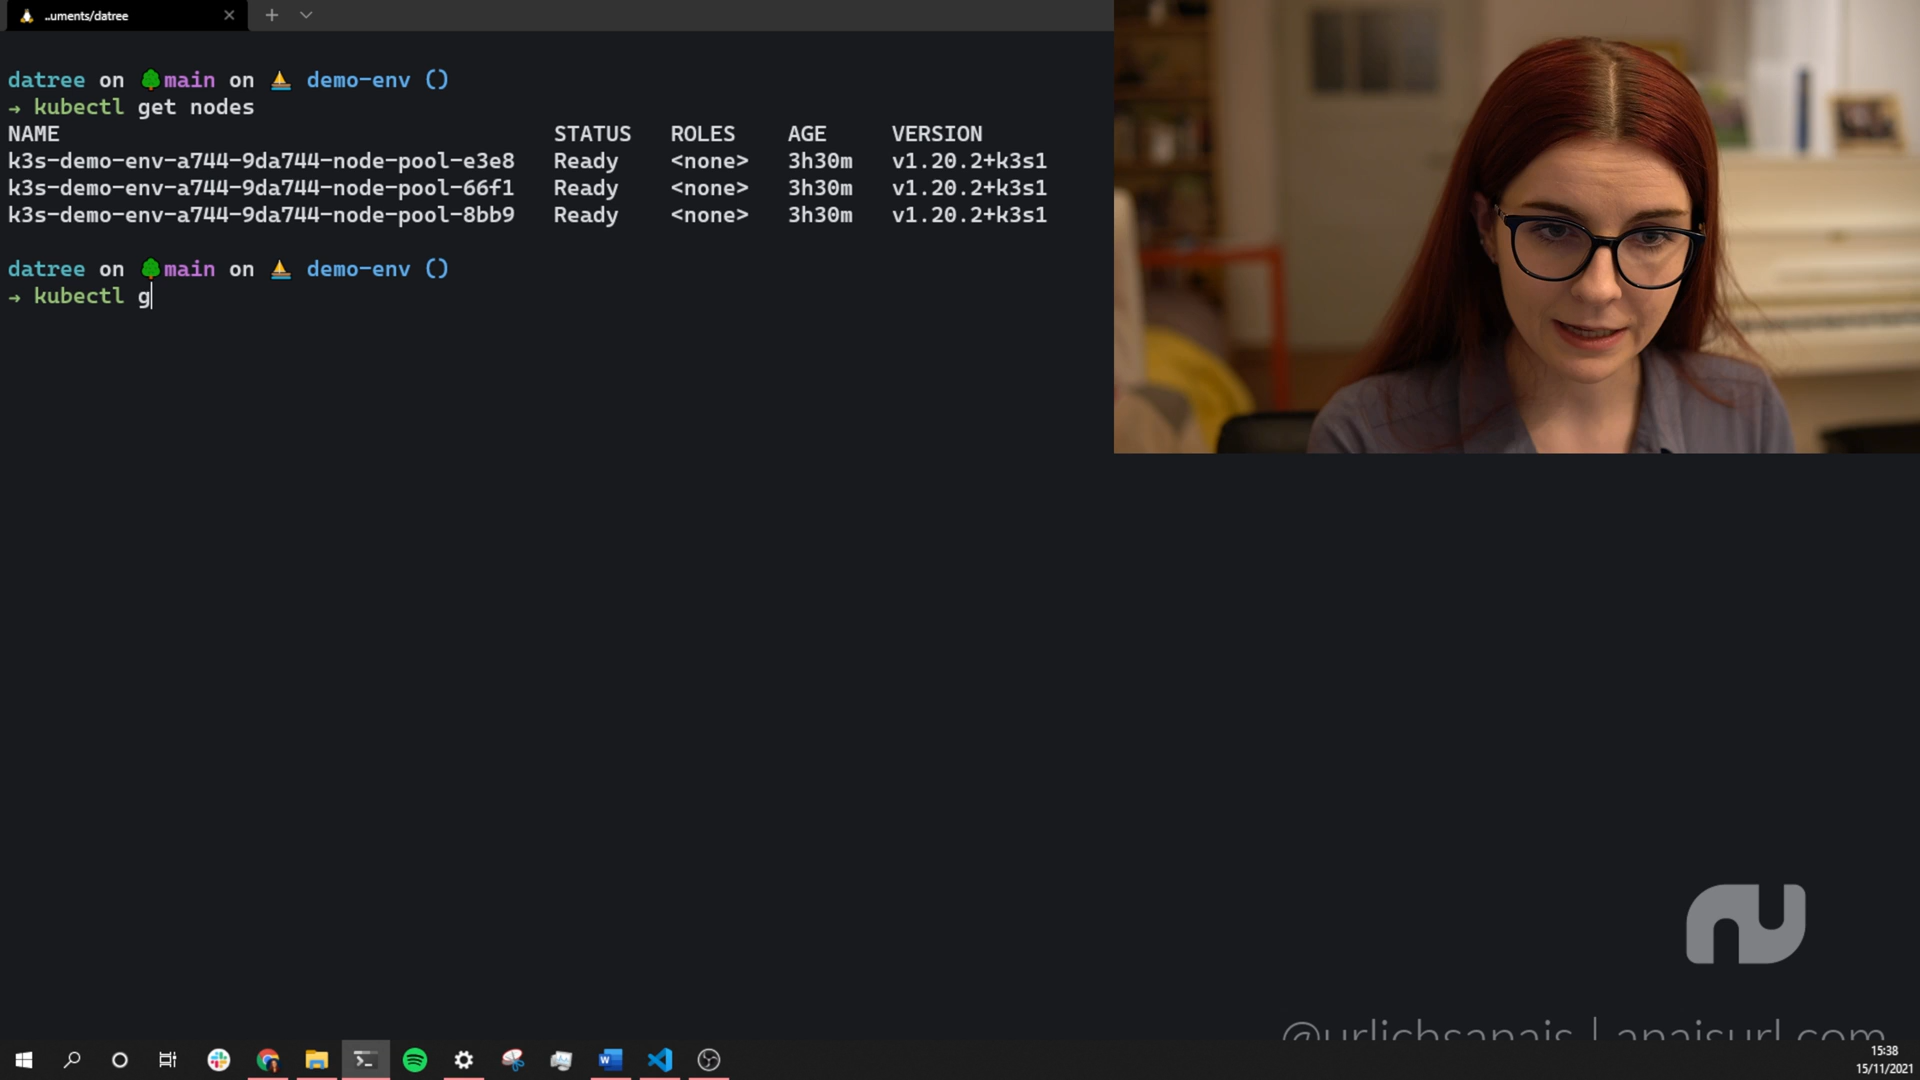 ..uments/datree
datree on main on demo-env ()
→ kubectl get nodes
NAME STATUS ROLES AGE VERSION
k3s-demo-env-a744-9da744-node-pool-e3e8 Ready <none> 3h30m v1.20.2+k3s1
k3s-demo-env-a744-9da744-node-pool-66f1 Ready <none> 3h30m v1.20.2+k3s1
k3s-demo-env-a744-9da744-node-pool-8bb9 Ready <none> 3h30m v1.20.2+k3s1
datree on main on demo-env ()
→ kubectl g
@urlichsanais | anaisurl.com
15:38
15/11/2021